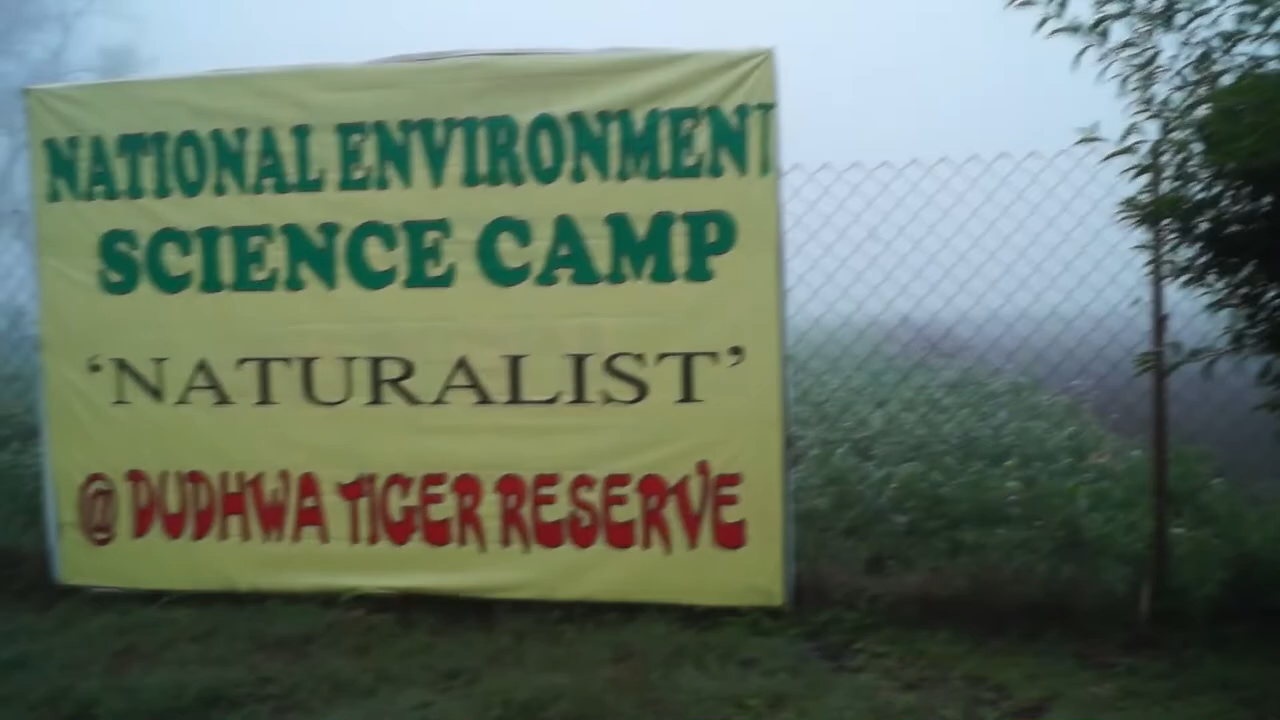 NATIONAL ENVIRONMENT
SCIENCE CAMP
‘NATURALIST’
@ DUDHWA TIGER RESERVE